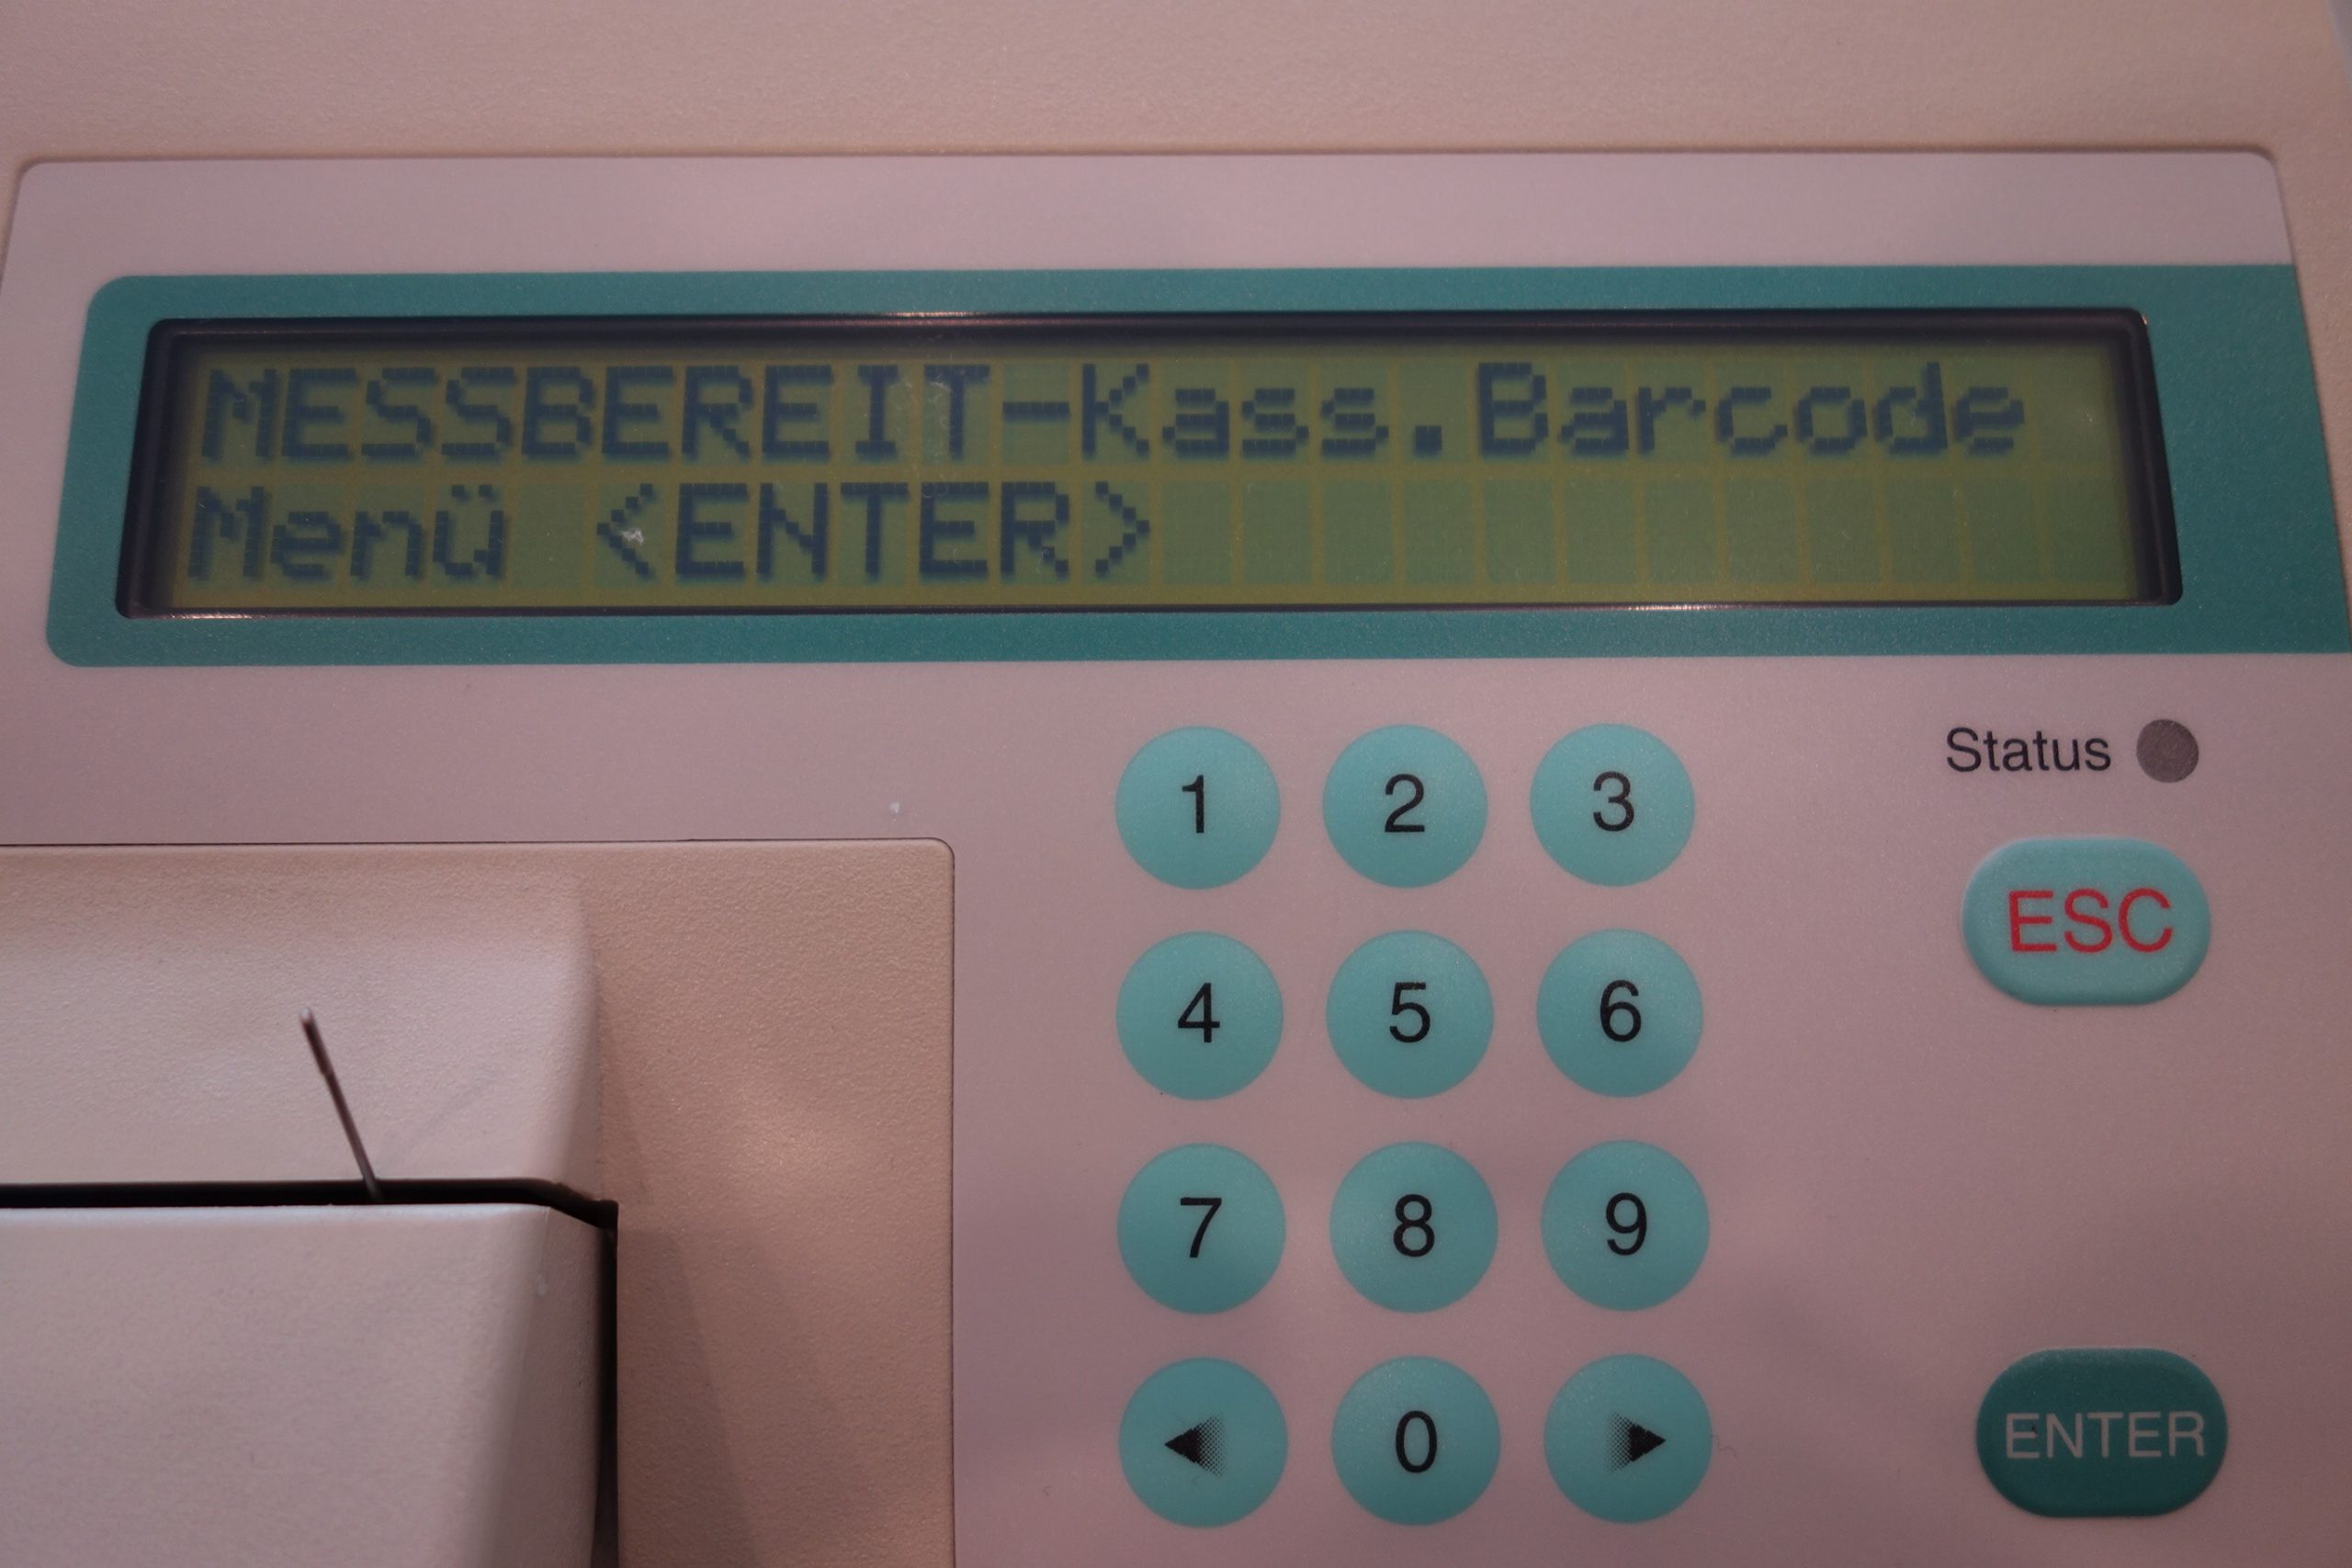 MESSBEREIT-Kass.Barcode
Menü <ENTER>
Status
1 2 3
ESC
4 5 6
7 8 9
0
ENTER